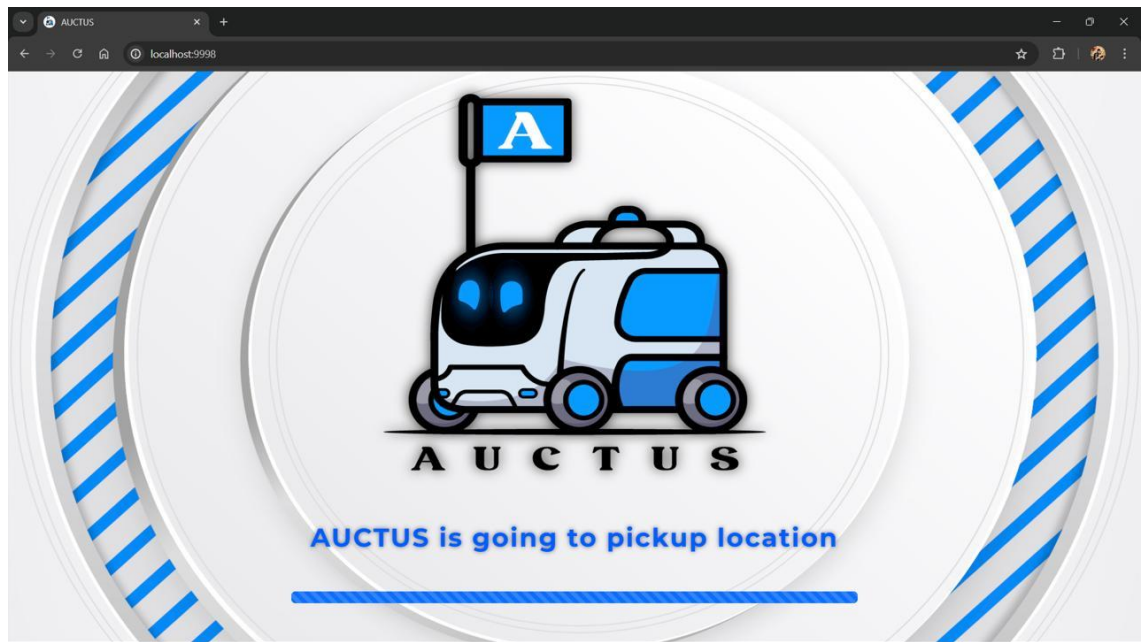 AUCTUS
localhost:9998
A
AUCTUS
AUCTUS is going to pickup location